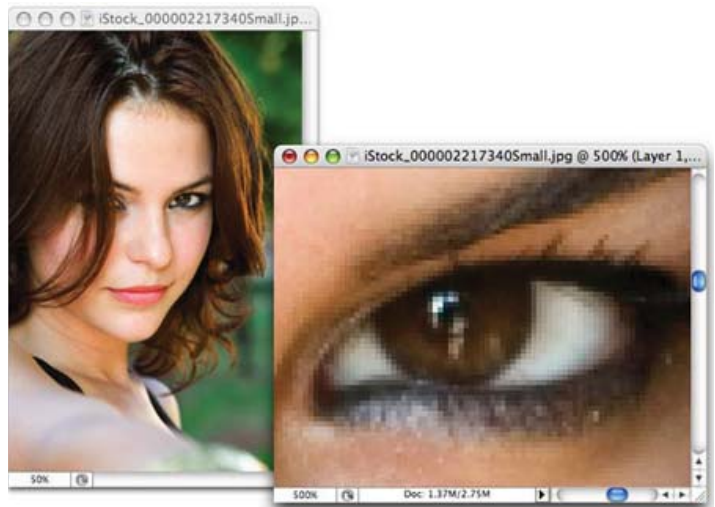 iStock_000002217340Small.jp...
iStock_000002217340Small.jpg @ 500% (Layer 1,...
50%
500%
Doc: 1.37M/2.75M